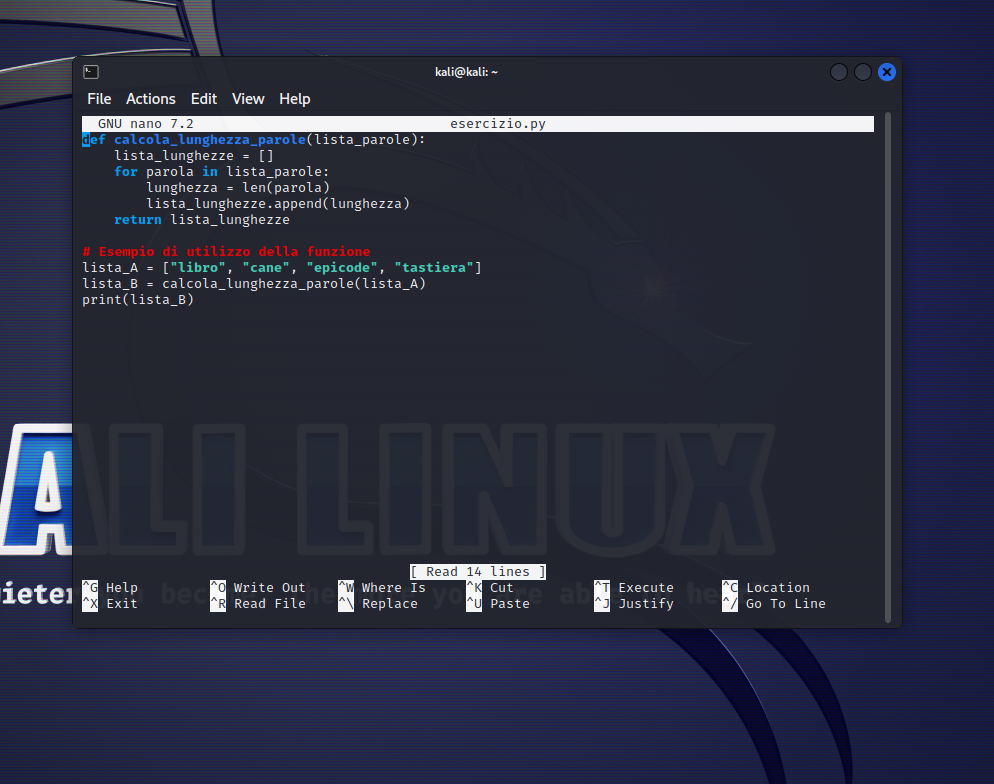 kali@kali: ~
File Actions Edit View Help
GNU nano 7.2 esercizio.py
def calcola_lunghezza_parole(lista_parole):
    lista_lunghezze = []
    for parola in lista_parole:
        lunghezza = len(parola)
        lista_lunghezze.append(lunghezza)
    return lista_lunghezze

# Esempio di utilizzo della funzione
lista_A = ["libro", "cane", "epicode", "tastiera"]
lista_B = calcola_lunghezza_parole(lista_A)
print(lista_B)
ALI LINUX
[ Read 14 lines ]
^G Help ^O Write Out ^W Where Is ^K Cut ^T Execute ^C Location
^X Exit ^R Read File ^\ Replace ^U Paste ^J Justify ^/ Go To Line
ieter